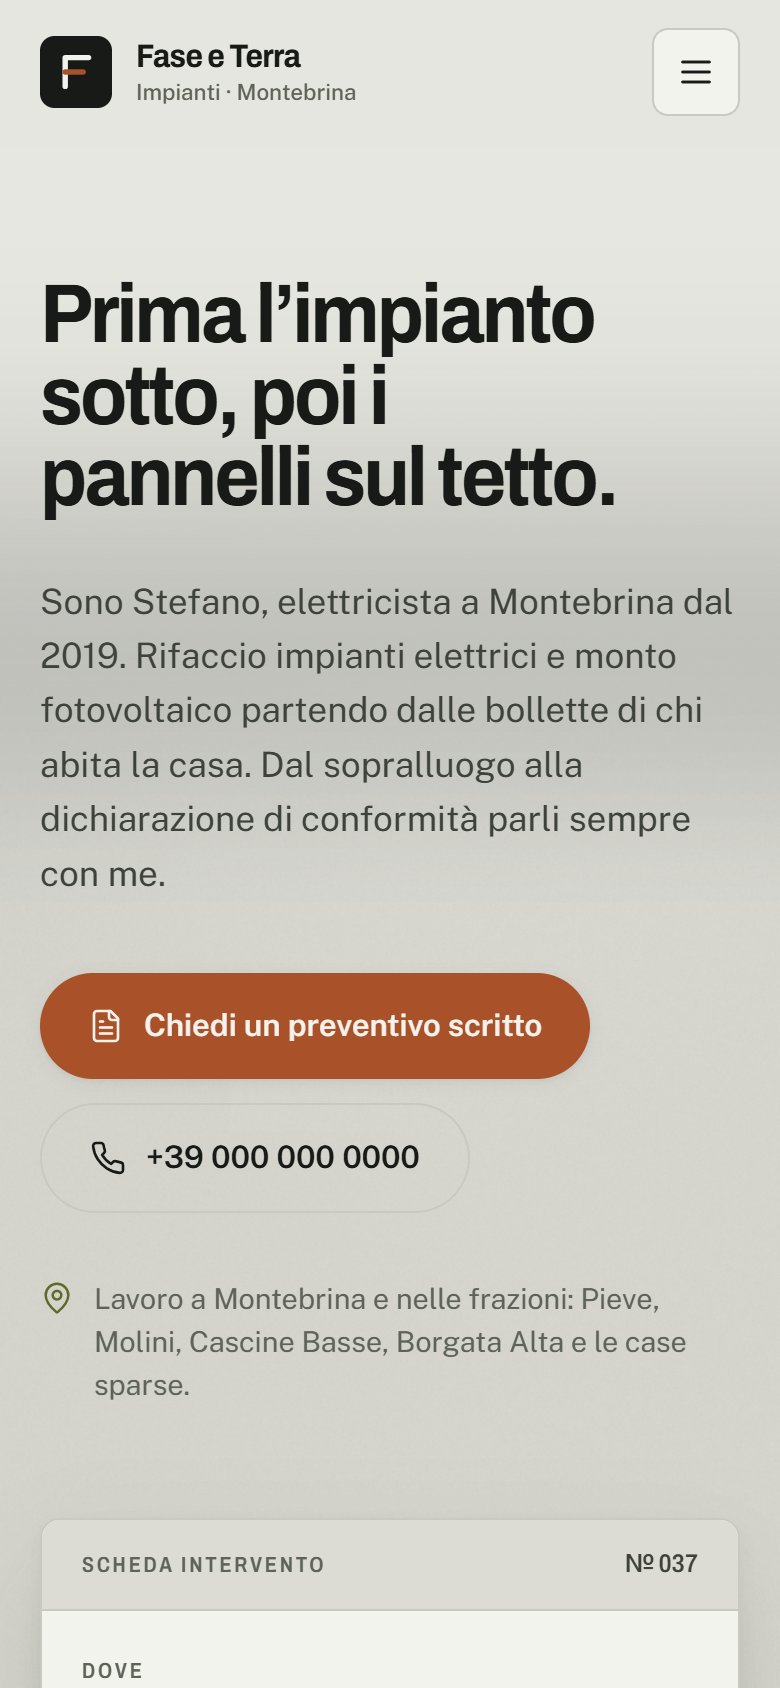 Fase e Terra
Impianti · Montebrina
Prima l’impianto
sotto, poi i
pannelli sul tetto.
Sono Stefano, elettricista a Montebrina dal
2019. Rifaccio impianti elettrici e monto
fotovoltaico partendo dalle bollette di chi
abita la casa. Dal sopralluogo alla
dichiarazione di conformità parli sempre
con me.
Chiedi un preventivo scritto
+39 000 000 0000
Lavoro a Montebrina e nelle frazioni: Pieve,
Molini, Cascine Basse, Borgata Alta e le case
sparse.
SCHEDA INTERVENTO
№ 037
DOVE